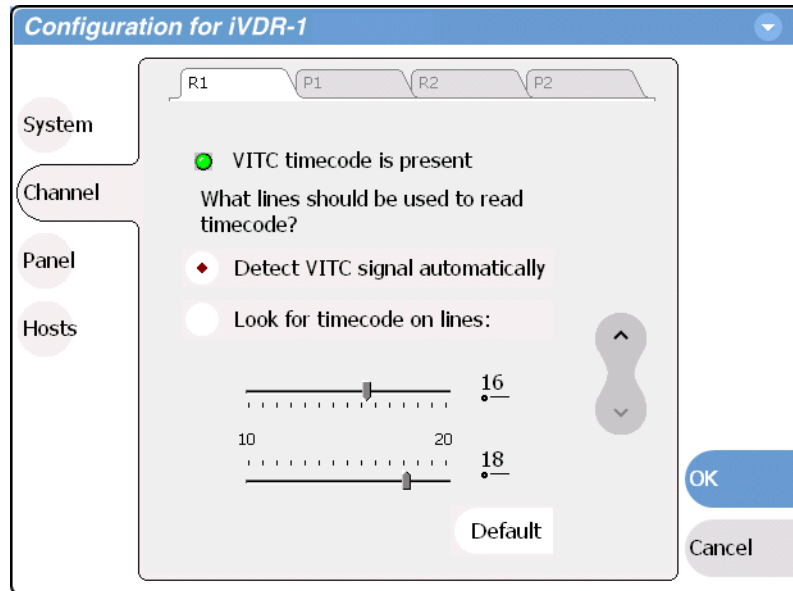 Configuration for iVDR-1
R1 P1 R2 P2
System
Channel
Panel
Hosts
VITC timecode is present
What lines should be used to read
timecode?
Detect VITC signal automatically
Look for timecode on lines:
16
10 20
18
Default
OK
Cancel